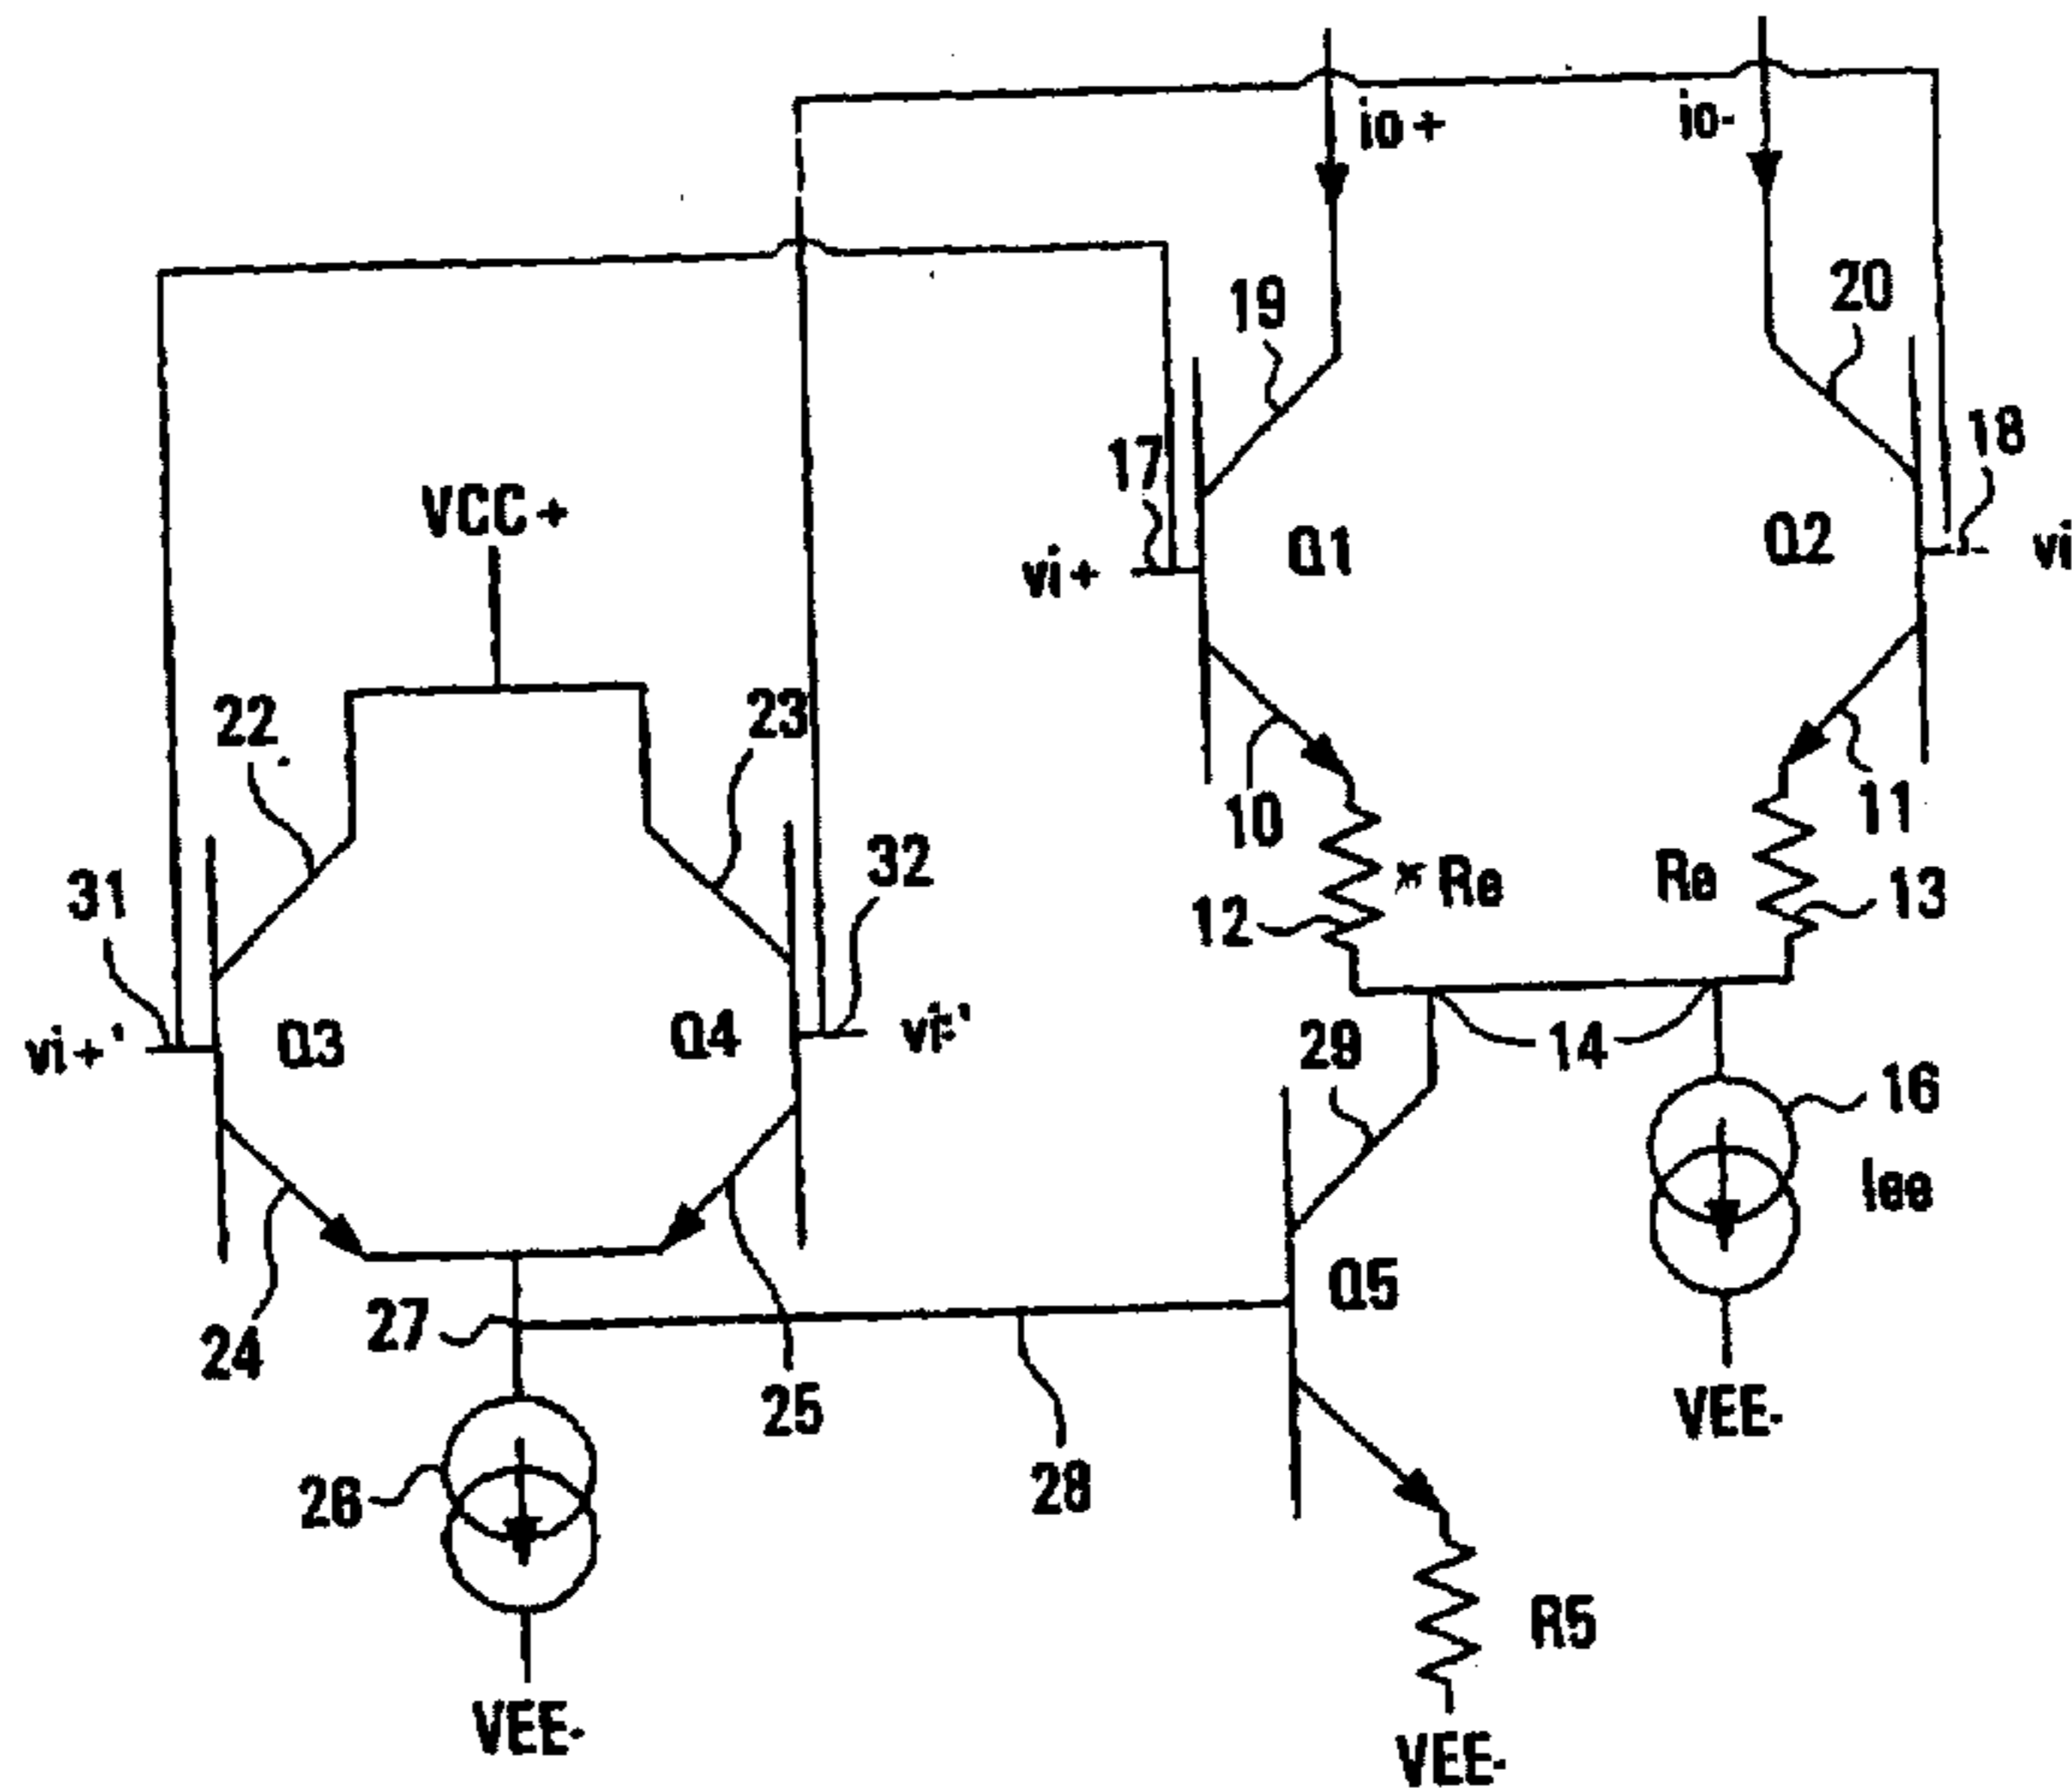 io+ io-
19 20
17 18
VCC+
Q1 Q2
vi+ vi
22 23
10 11
31 32
* Re Re
12 13
vi+' Q3 Q4
29 14
16
Iee
Q5
24 27
25
28
26
VEE-
R5
VEE-
VEE-